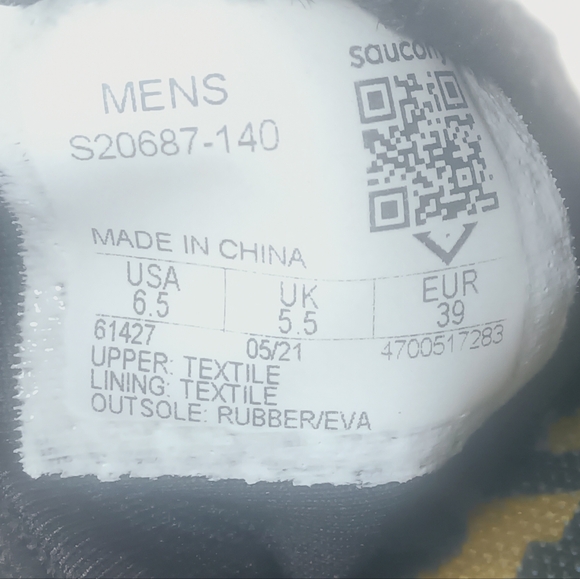 saucony
MENS
S20687-140
MADE IN CHINA
USA UK EUR
6.5 5.5 39
61427 05/21 4700517283
UPPER: TEXTILE
LINING: TEXTILE
OUTSOLE: RUBBER/EVA